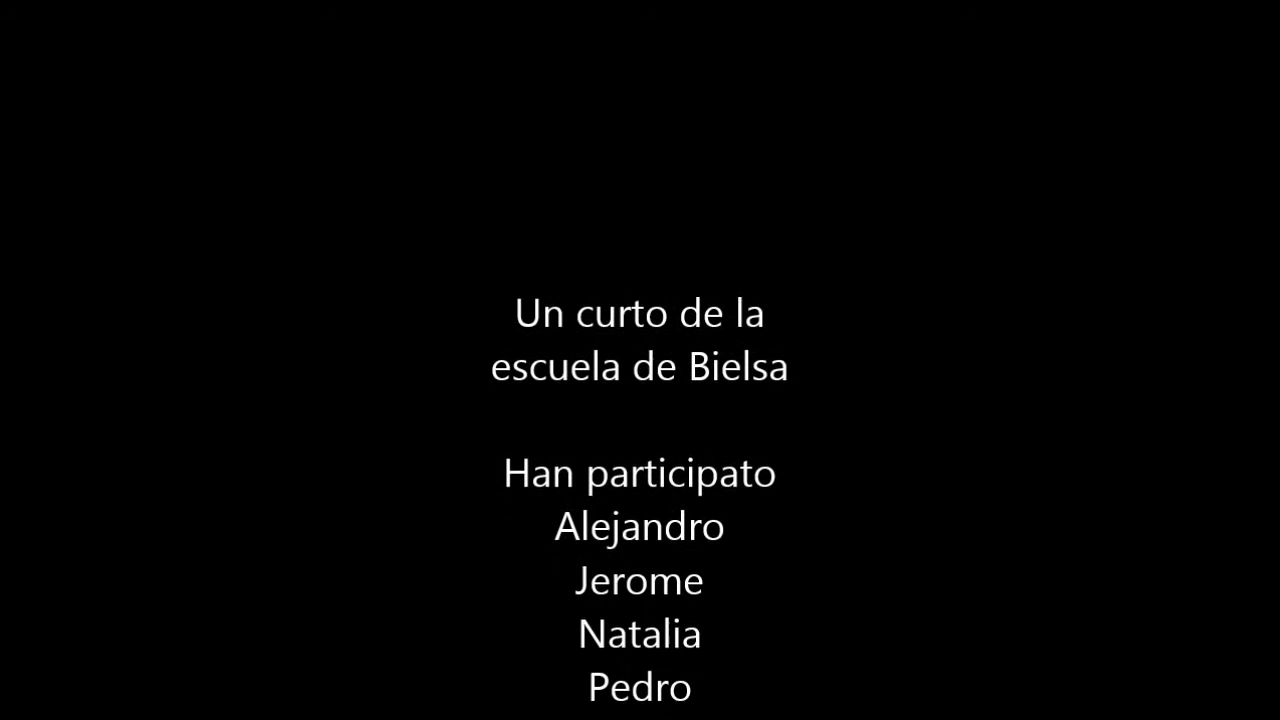 Un curto de la
escuela de Bielsa
Han participato
Alejandro
Jerome
Natalia
Pedro